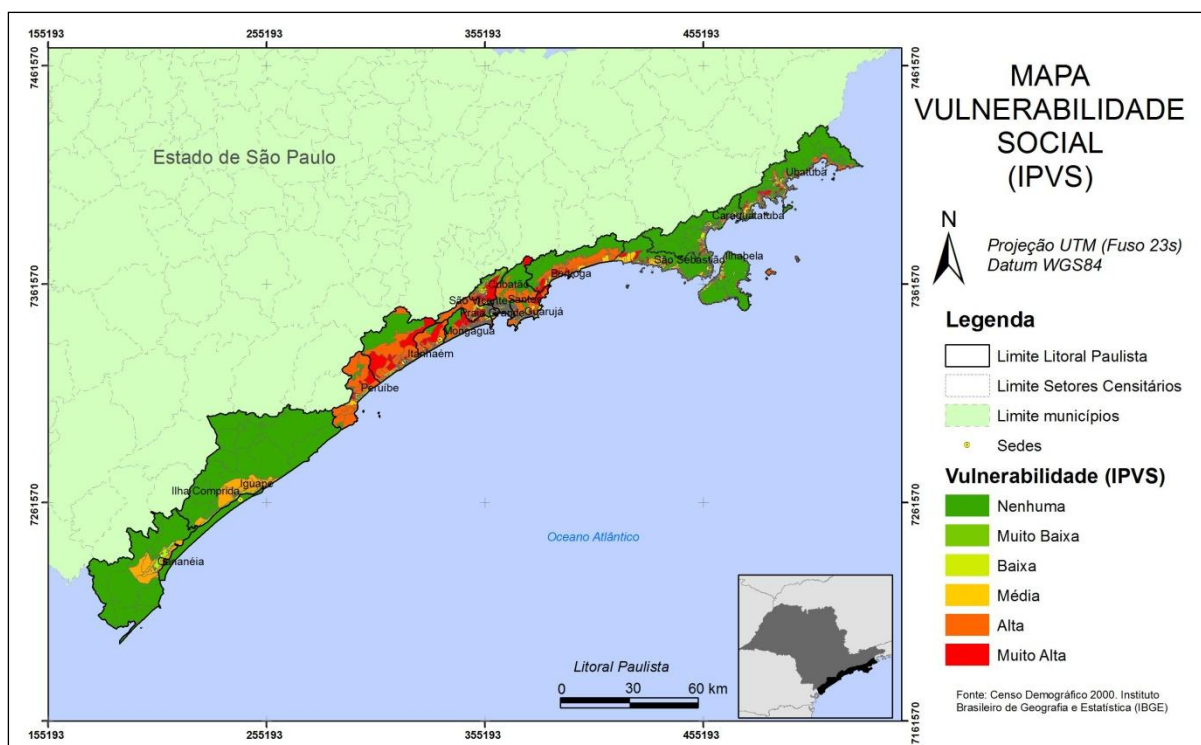 155193
255193
355193
455193
7461570
7461570
Estado de São Paulo
Ubatuba
Caraguatatuba
São Sebastião
Ilhabela
Bertioga
7361570
7361570
Cubatão
São Vicente
Santos
Praia Grande
Guarujá
Mongaguá
Itanhaém
Peruíbe
Iguape
Ilha Comprida
7261570
7261570
Oceano Atlântico
Cananéia
Litoral Paulista
0 30 60 km
7161570
7161570
155193
255193
355193
455193
MAPA
VULNERABILIDADE
SOCIAL
(IPVS)
N
Projeção UTM (Fuso 23s)
Datum WGS84
Legenda
Limite Litoral Paulista
Limite Setores Censitários
Limite municípios
Sedes
Vulnerabilidade (IPVS)
Nenhuma
Muito Baixa
Baixa
Média
Alta
Muito Alta
Fonte: Censo Demográfico 2000. Instituto
Brasileiro de Geografia e Estatística (IBGE)